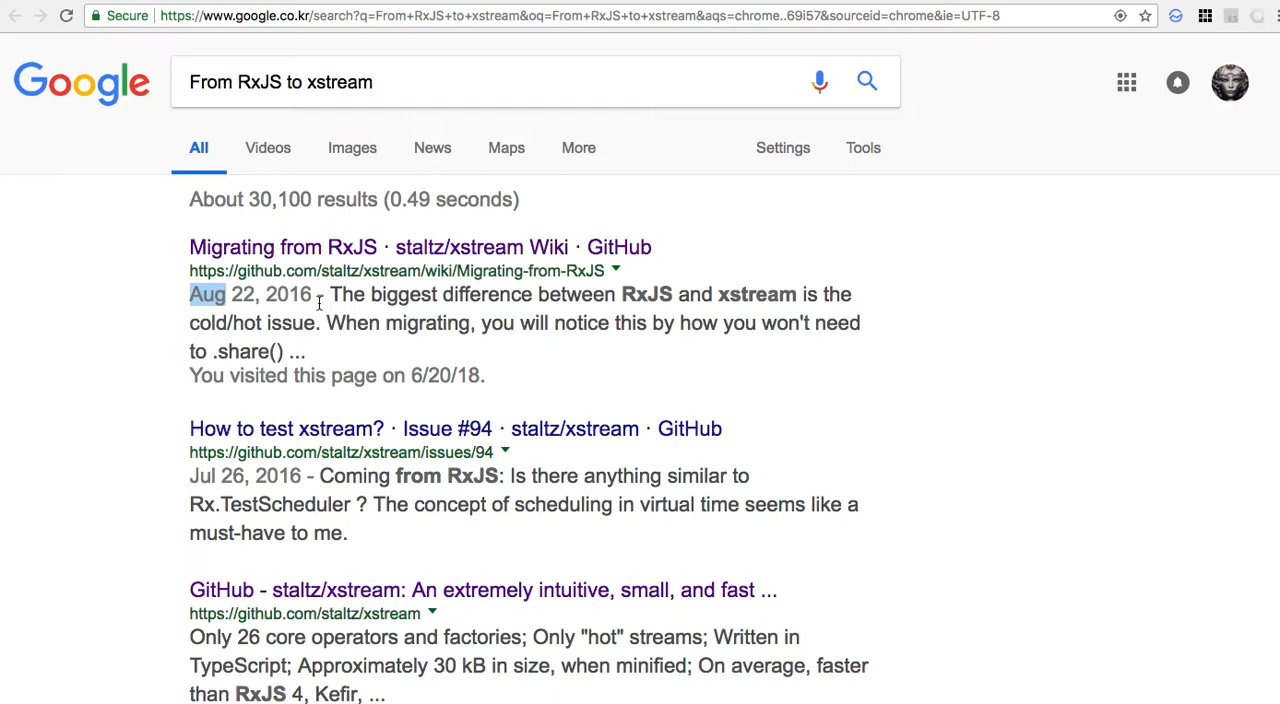 Secure https://www.google.co.kr/search?q=From+RxJS+to+xstream&oq=From+RxJS+to+xstream&aqs=chrome..69i57&sourceid=chrome&ie=UTF-8
Google From RxJS to xstream
All Videos Images News Maps More Settings Tools
About 30,100 results (0.49 seconds)
Migrating from RxJS · staltz/xstream Wiki · GitHub
https://github.com/staltz/xstream/wiki/Migrating-from-RxJS
Aug 22, 2016 - The biggest difference between RxJS and xstream is the
cold/hot issue. When migrating, you will notice this by how you won't need
to .share() ...
You visited this page on 6/20/18.
How to test xstream? · Issue #94 · staltz/xstream · GitHub
https://github.com/staltz/xstream/issues/94
Jul 26, 2016 - Coming from RxJS: Is there anything similar to
Rx.TestScheduler ? The concept of scheduling in virtual time seems like a
must-have to me.
GitHub - staltz/xstream: An extremely intuitive, small, and fast ...
https://github.com/staltz/xstream
Only 26 core operators and factories; Only "hot" streams; Written in
TypeScript; Approximately 30 kB in size, when minified; On average, faster
than RxJS 4, Kefir, ...